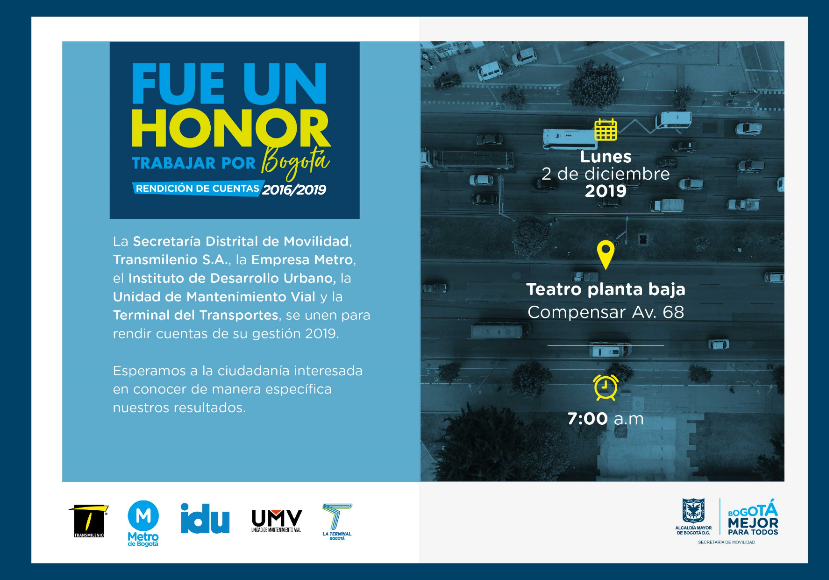 FUE UN
HONOR
TRABAJAR POR Bogotá
RENDICIÓN DE CUENTAS 2016/2019
La Secretaría Distrital de Movilidad,
Transmilenio S.A., la Empresa Metro,
el Instituto de Desarrollo Urbano, la
Unidad de Mantenimiento Vial y la
Terminal del Transportes, se unen para
rendir cuentas de su gestión 2019.
Esperamos a la ciudadanía interesada
en conocer de manera específica
nuestros resultados.
Lunes
2 de diciembre
2019
Teatro planta baja
Compensar Av. 68
7:00 a.m
TRANSMILENIO
M
Metro
de Bogotá
idu
UMV
UNIDAD DE MANTENIMIENTO VIAL
T
LA TERMINAL
BOGOTÁ
ALCALDÍA MAYOR
DE BOGOTÁ D.C.
BOGOTÁ
MEJOR
PARA TODOS
SECRETARÍA DE MOVILIDAD